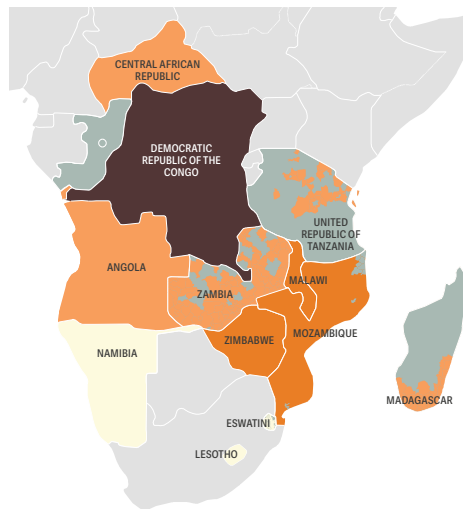 CENTRAL AFRICAN
REPUBLIC
DEMOCRATIC
REPUBLIC OF THE
CONGO
UNITED
REPUBLIC OF
TANZANIA
ANGOLA
MALAWI
ZAMBIA
MOZAMBIQUE
ZIMBABWE
NAMIBIA
MADAGASCAR
ESWATINI
LESOTHO